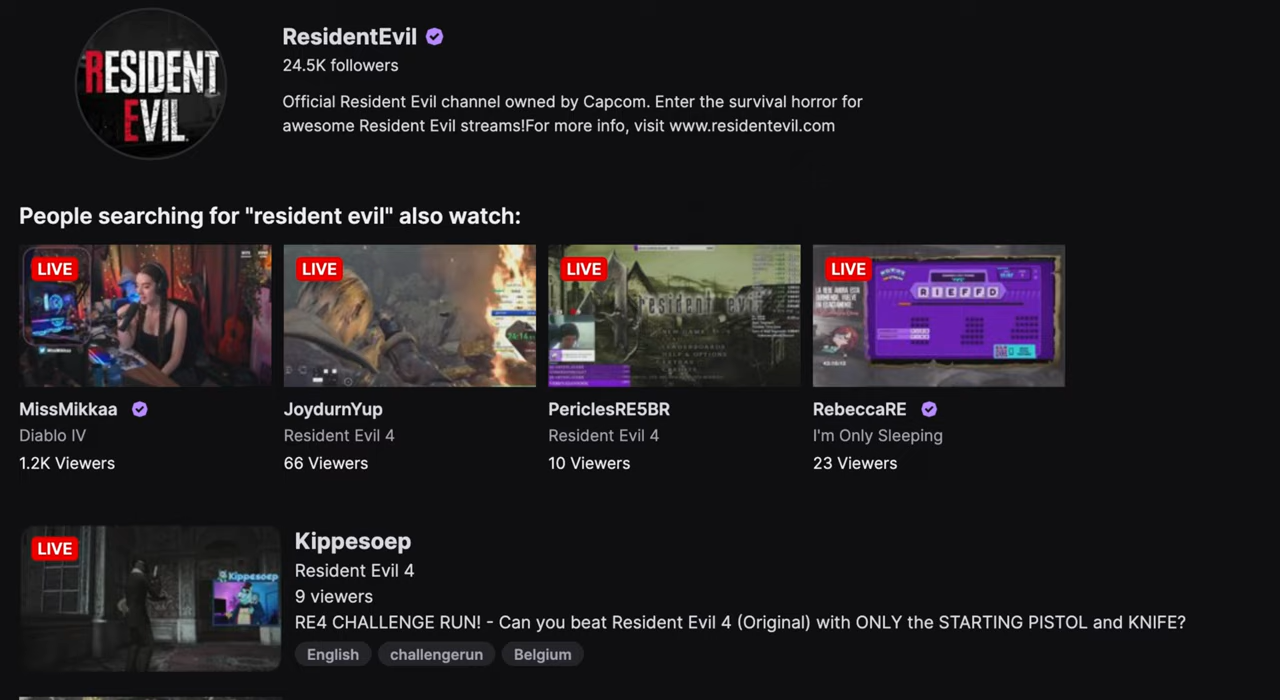 RESIDENT
EVIL
ResidentEvil
24.5K followers
Official Resident Evil channel owned by Capcom. Enter the survival horror for
awesome Resident Evil streams!For more info, visit www.residentevil.com
People searching for "resident evil" also watch:
LIVE
LIVE
LIVE
LIVE
resident evil
RIEFFD
MissMikkaa
JoydurnYup
PericlesRE5BR
RebeccaRE
Diablo IV
Resident Evil 4
Resident Evil 4
I'm Only Sleeping
1.2K Viewers
66 Viewers
10 Viewers
23 Viewers
LIVE
Kippesoep
Kippesoep
Resident Evil 4
9 viewers
RE4 CHALLENGE RUN! - Can you beat Resident Evil 4 (Original) with ONLY the STARTING PISTOL and KNIFE?
English
challengerun
Belgium